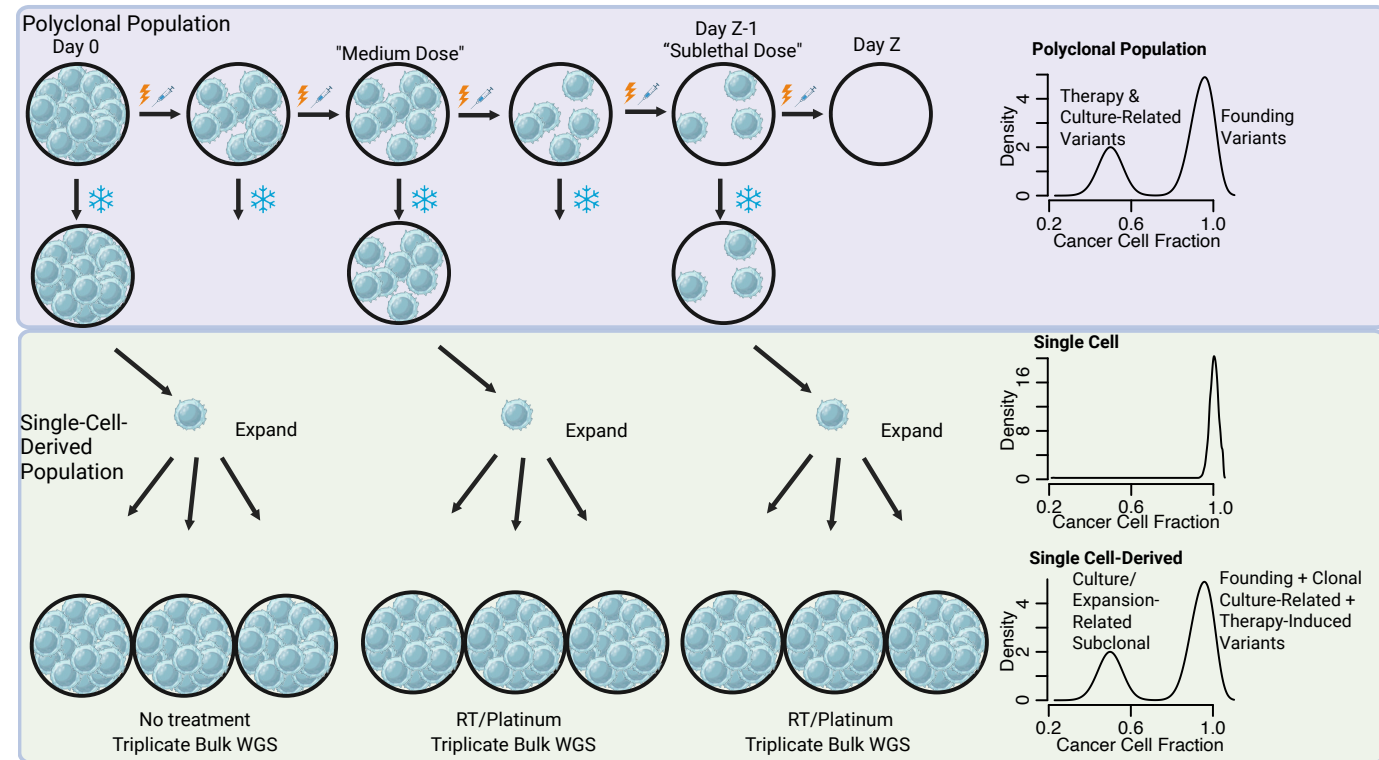 Polyclonal Population
Day 0
"Medium Dose"
Day Z-1
“Sublethal Dose"
Day Z
Polyclonal Population
Density
0
2
4
Therapy &
Culture-Related
Variants
Founding
Variants
0.2
0.6
1.0
Cancer Cell Fraction
Single-Cell-
Derived
Population
Expand
Expand
Expand
Single Cell
Density
0
8
16
0.2
0.6
1.0
Cancer Cell Fraction
No treatment
Triplicate Bulk WGS
RT/Platinum
Triplicate Bulk WGS
RT/Platinum
Triplicate Bulk WGS
Single Cell-Derived
Density
0
2
4
Culture/
Expansion-
Related
Subclonal
Founding + Clonal
Culture-Related +
Therapy-Induced
Variants
0.2
0.6
1.0
Cancer Cell Fraction